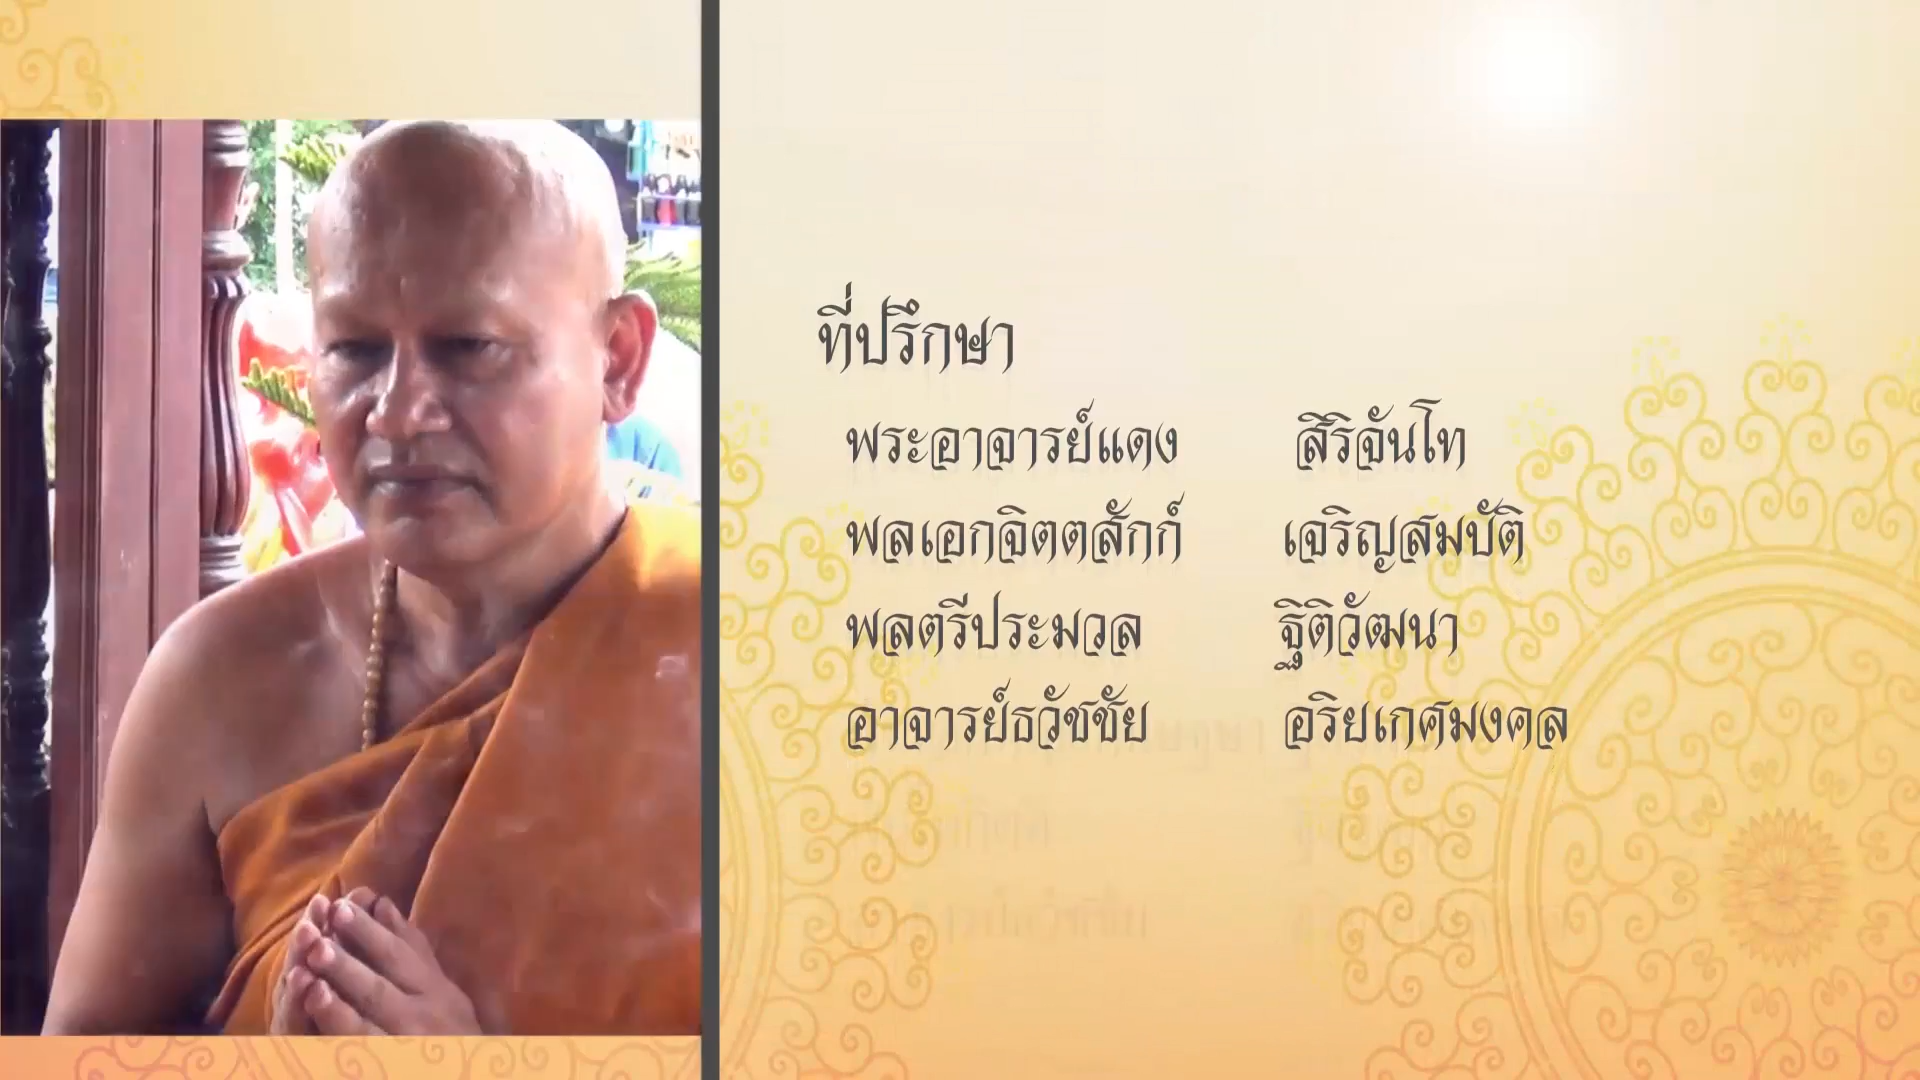 ที่ปรึกษา
พระอาจารย์แดง สิริจันโท
พลเอกจิตตสักก์ เจริญสมบัติ
พลตรีประมวล ฐิติวัฒนา
อาจารย์ธวัชชัย อริยเกศมงคล